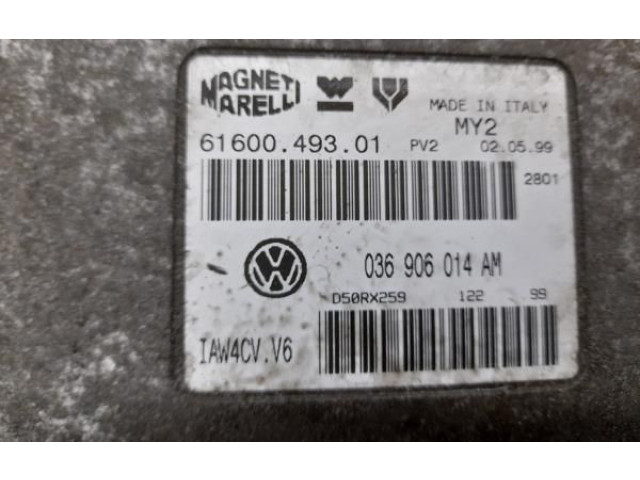 MAGNETI
MARELLI
MADE IN ITALY
MY2
61600.493.01 PV2 02.05.99
2801
036 906 014 AM
D50RX259 122 99
IAW4CV.V6